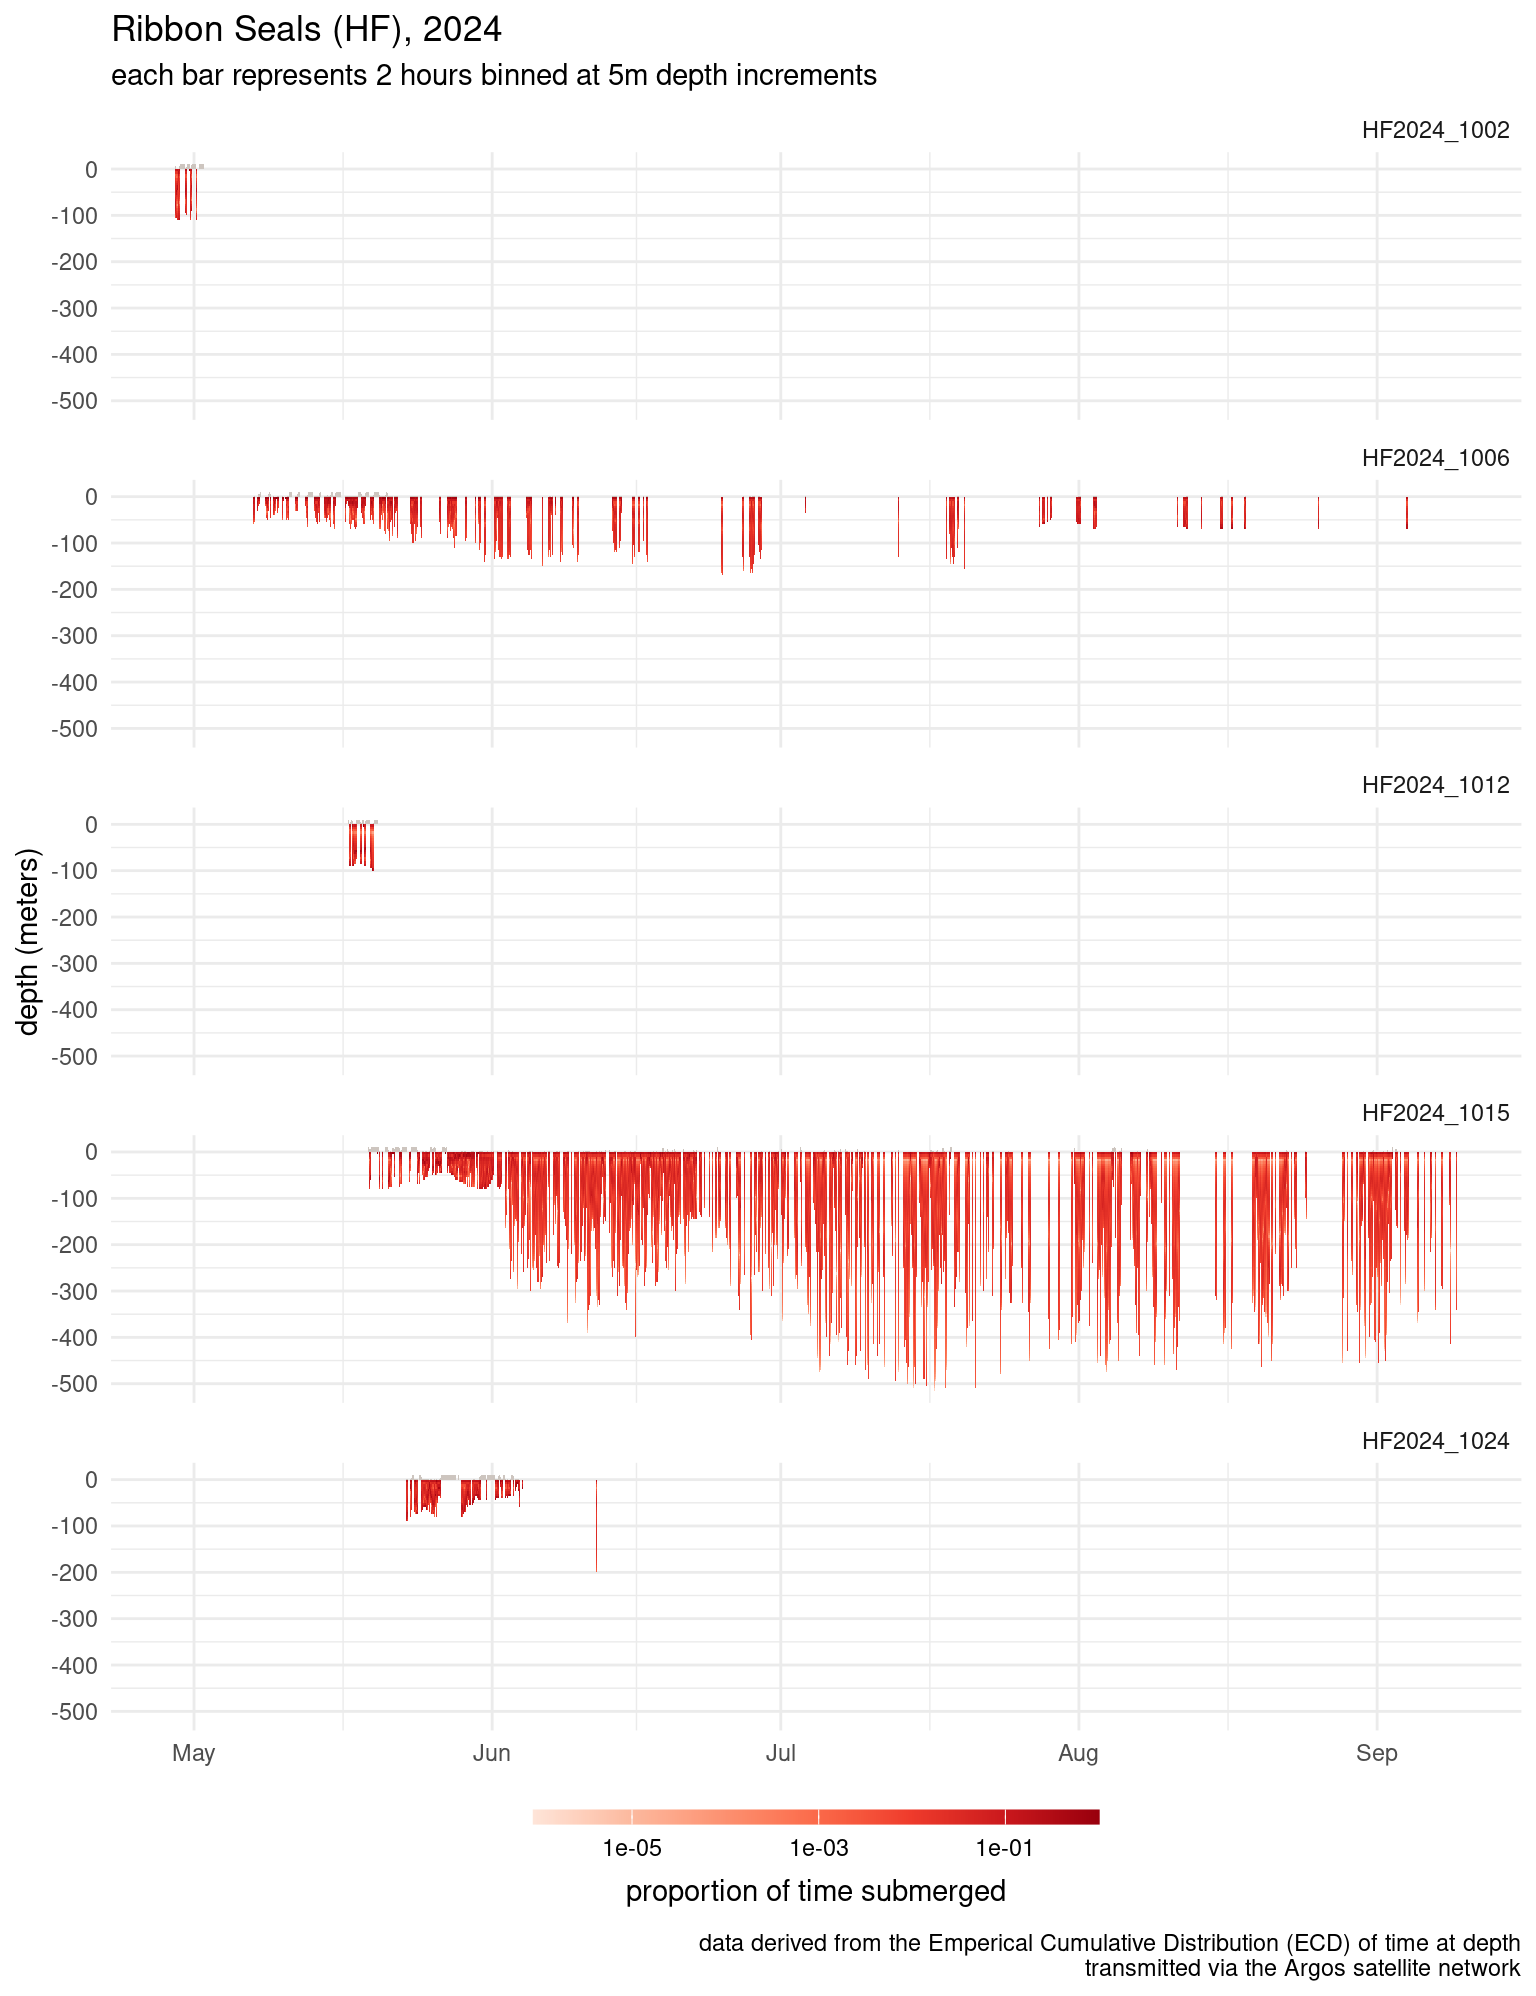 Ribbon Seals (HF), 2024
each bar represents 2 hours binned at 5m depth increments
HF2024_1002
0
-100
-200
-300
-400
-500
HF2024_1006
0
-100
-200
-300
-400
-500
HF2024_1012
0
-100
-200
-300
-400
-500
depth (meters)
HF2024_1015
0
-100
-200
-300
-400
-500
HF2024_1024
0
-100
-200
-300
-400
-500
May Jun Jul Aug Sep
1e-05 1e-03 1e-01
proportion of time submerged
data derived from the Emperical Cumulative Distribution (ECD) of time at depth
transmitted via the Argos satellite network